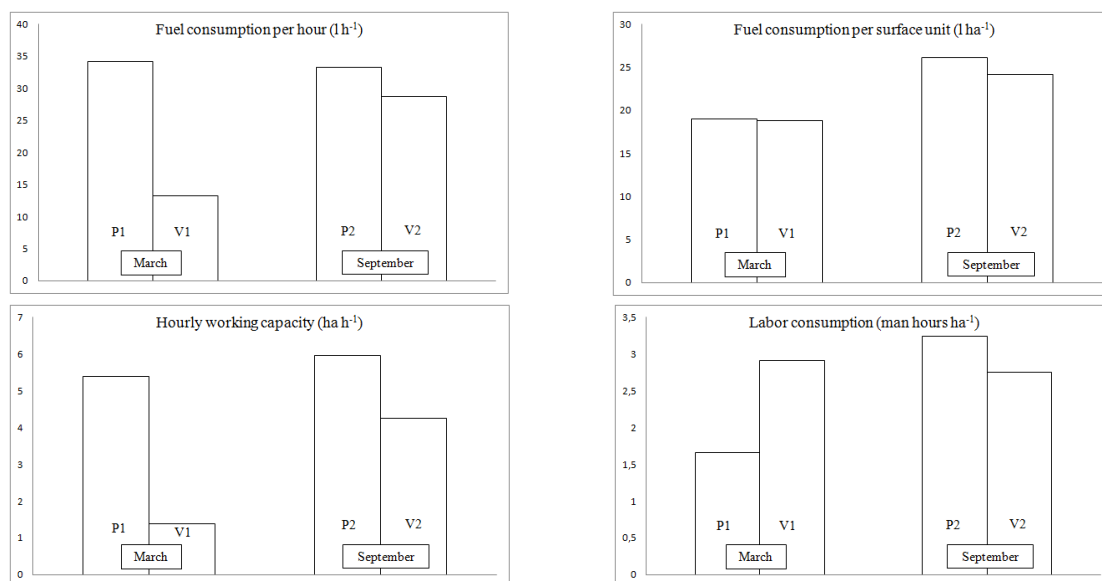 Fuel consumption per hour (l h-1)
40
35
30
25
20
15
10
5
0
P1
V1
P2
V2
March
September
Fuel consumption per surface unit (l ha-1)
30
25
20
15
10
5
0
P1
V1
P2
V2
March
September
Hourly working capacity (ha h-1)
7
6
5
4
3
2
1
0
P1
V1
P2
V2
March
September
Labor consumption (man hours ha-1)
3,5
3
2,5
2
1,5
1
0,5
0
P1
V1
P2
V2
March
September